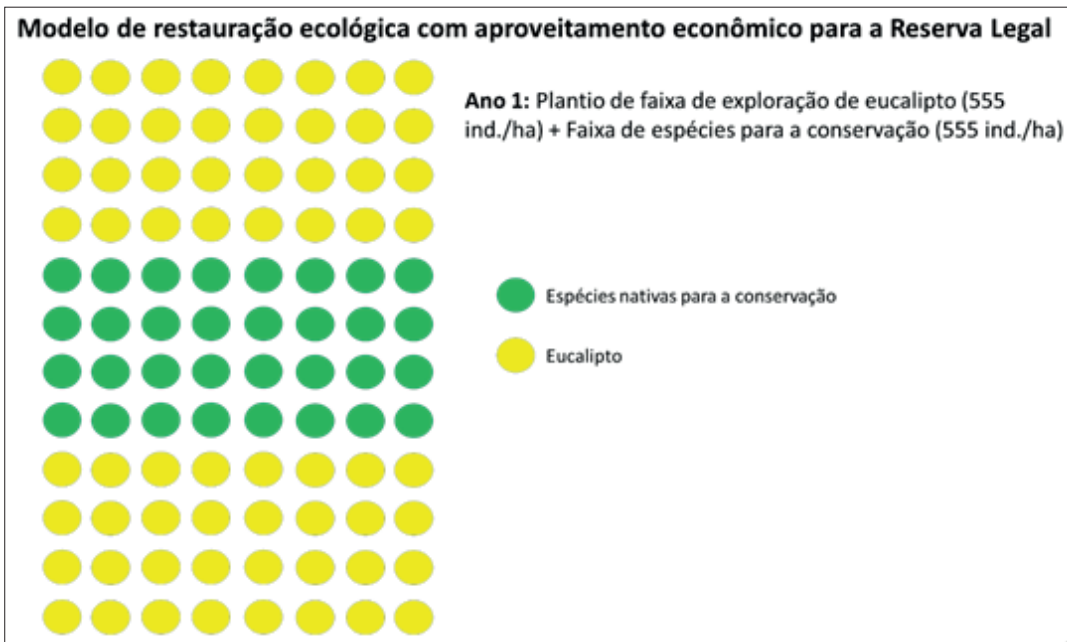 Modelo de restauração ecológica com aproveitamento econômico para a Reserva Legal
Ano 1: Plantio de faixa de exploração de eucalipto (555
ind./ha) + Faixa de espécies para a conservação (555 ind./ha)
Espécies nativas para a conservação
Eucalipto